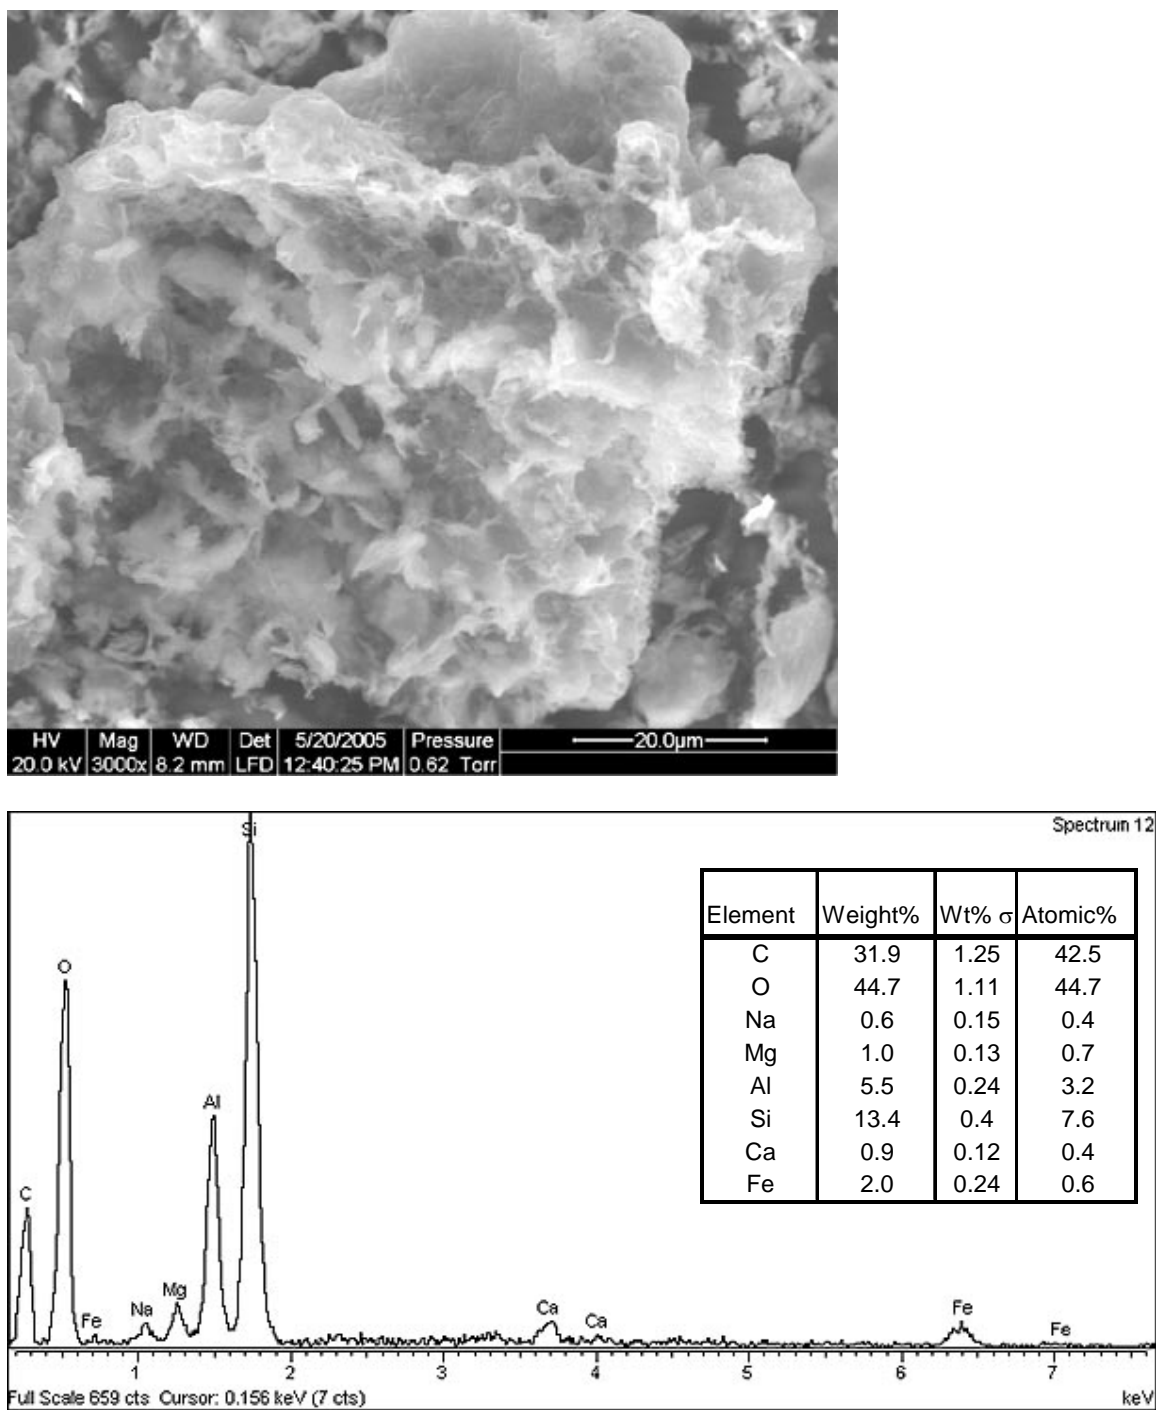 HV Mag WD Det 5/20/2005 Pressure 20.0µm
20.0 kV 3000x 8.2 mm LFD 12:40:25 PM 0.62 Torr
Spectrum 12
Si
O
Al
C
Fe
Na
Mg
Ca
Ca
Fe
Fe
Element Weight% Wt% σ Atomic%
C 31.9 1.25 42.5
O 44.7 1.11 44.7
Na 0.6 0.15 0.4
Mg 1.0 0.13 0.7
Al 5.5 0.24 3.2
Si 13.4 0.4 7.6
Ca 0.9 0.12 0.4
Fe 2.0 0.24 0.6
1 2 3 4 5 6 7
Full Scale 659 cts Cursor: 0.156 keV (7 cts) keV